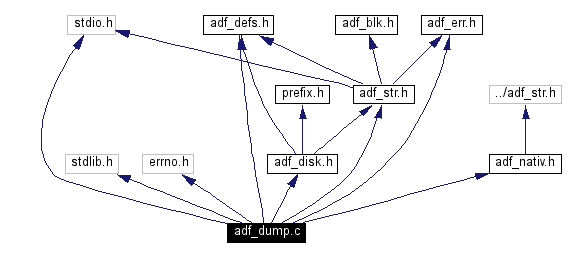 stdio.h
adf_defs.h
adf_blk.h
adf_err.h
prefix.h
adf_str.h
../adf_str.h
stdlib.h
errno.h
adf_disk.h
adf_nativ.h
adf_dump.c